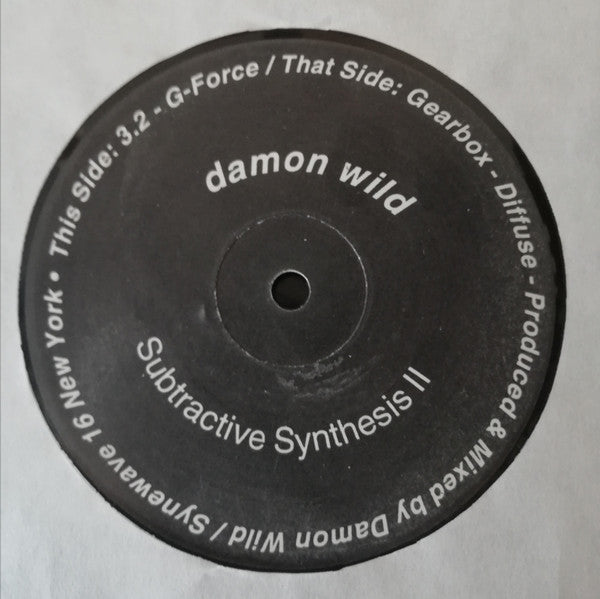 This Side: 3.2 - G-Force / That Side: Gearbox - Diffuse - Produced & Mixed by Damon Wild / Synewave 16 New York •
damon wild
Subtractive Synthesis II